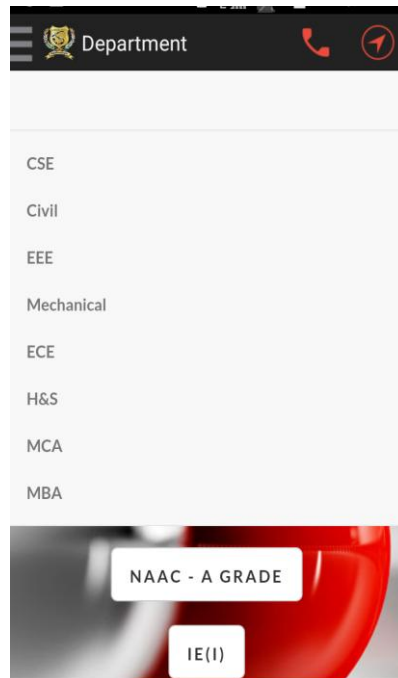 Department
CSE
Civil
EEE
Mechanical
ECE
H&S
MCA
MBA
NAAC - A GRADE
IE(I)